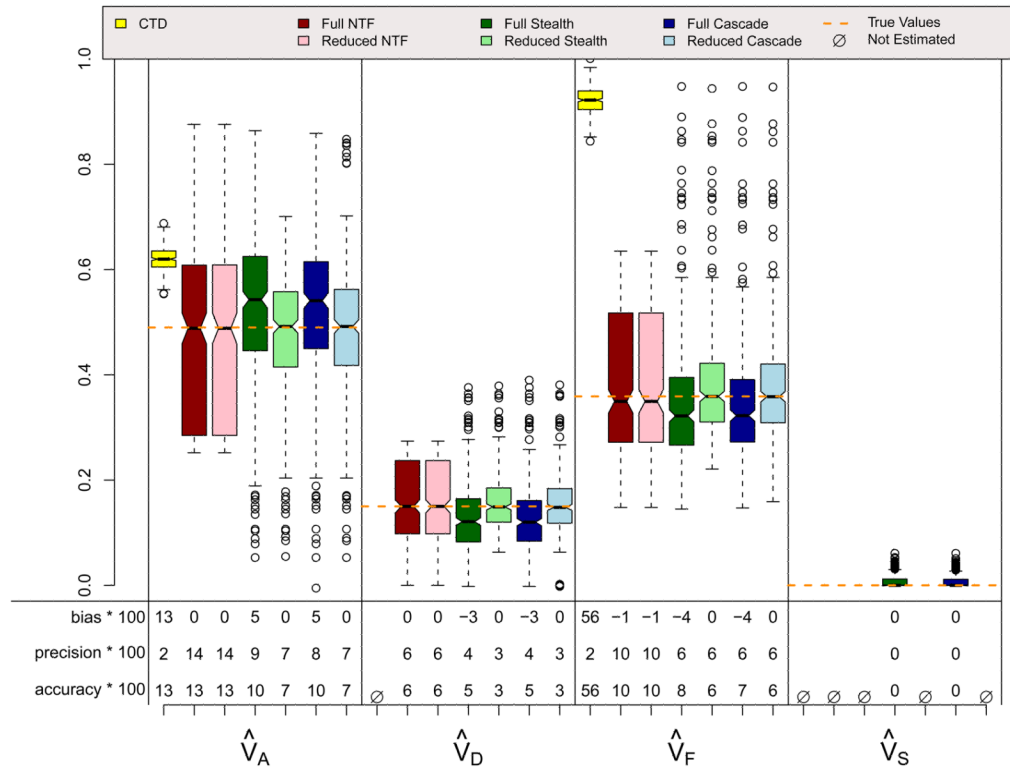 CTD Full NTF Full Stealth Full Cascade True Values
Reduced NTF Reduced Stealth Reduced Cascade ∅ Not Estimated
1.0
0.8
0.6
0.4
0.2
0.0
bias * 100 13 0 0 5 0 5 0 0 0 −3 0 −3 0 56 −1 −1 −4 0 −4 0 0 0
precision * 100 2 14 14 9 7 8 7 6 6 4 3 4 3 2 10 10 6 6 6 6 0 0
accuracy * 100 13 13 13 10 7 10 7 ∅ 6 6 5 3 5 3 56 10 10 8 6 7 6 ∅ ∅ ∅ 0 ∅ 0 ∅
V̂A V̂D V̂F V̂S